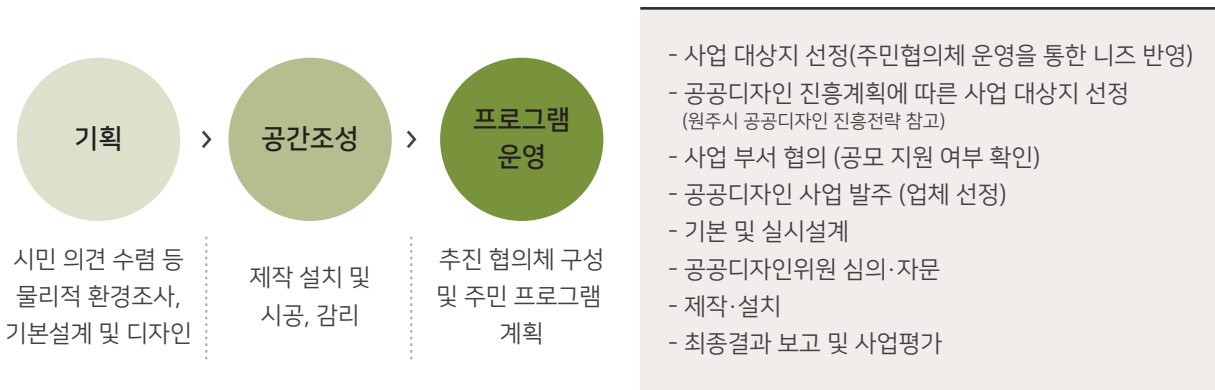 기획
›
공간조성
›
프로그램
운영
시민 의견 수렴 등
물리적 환경조사,
기본설계 및 디자인
제작 설치 및
시공, 감리
추진 협의체 구성
및 주민 프로그램
계획
- 사업 대상지 선정(주민협의체 운영을 통한 니즈 반영)
- 공공디자인 진흥계획에 따른 사업 대상지 선정
(원주시 공공디자인 진흥전략 참고)
- 사업 부서 협의 (공모 지원 여부 확인)
- 공공디자인 사업 발주 (업체 선정)
- 기본 및 실시설계
- 공공디자인위원 심의·자문
- 제작·설치
- 최종결과 보고 및 사업평가